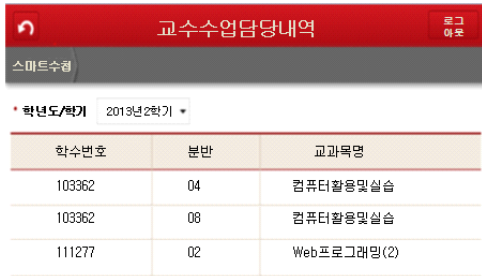 교수수업담당내역
로그
아웃
스마트수첩
* 학년도/학기 2013년2학기
학수번호 분반 교과목명
103362 04 컴퓨터활용및실습
103362 08 컴퓨터활용및실습
111277 02 Web프로그래밍(2)